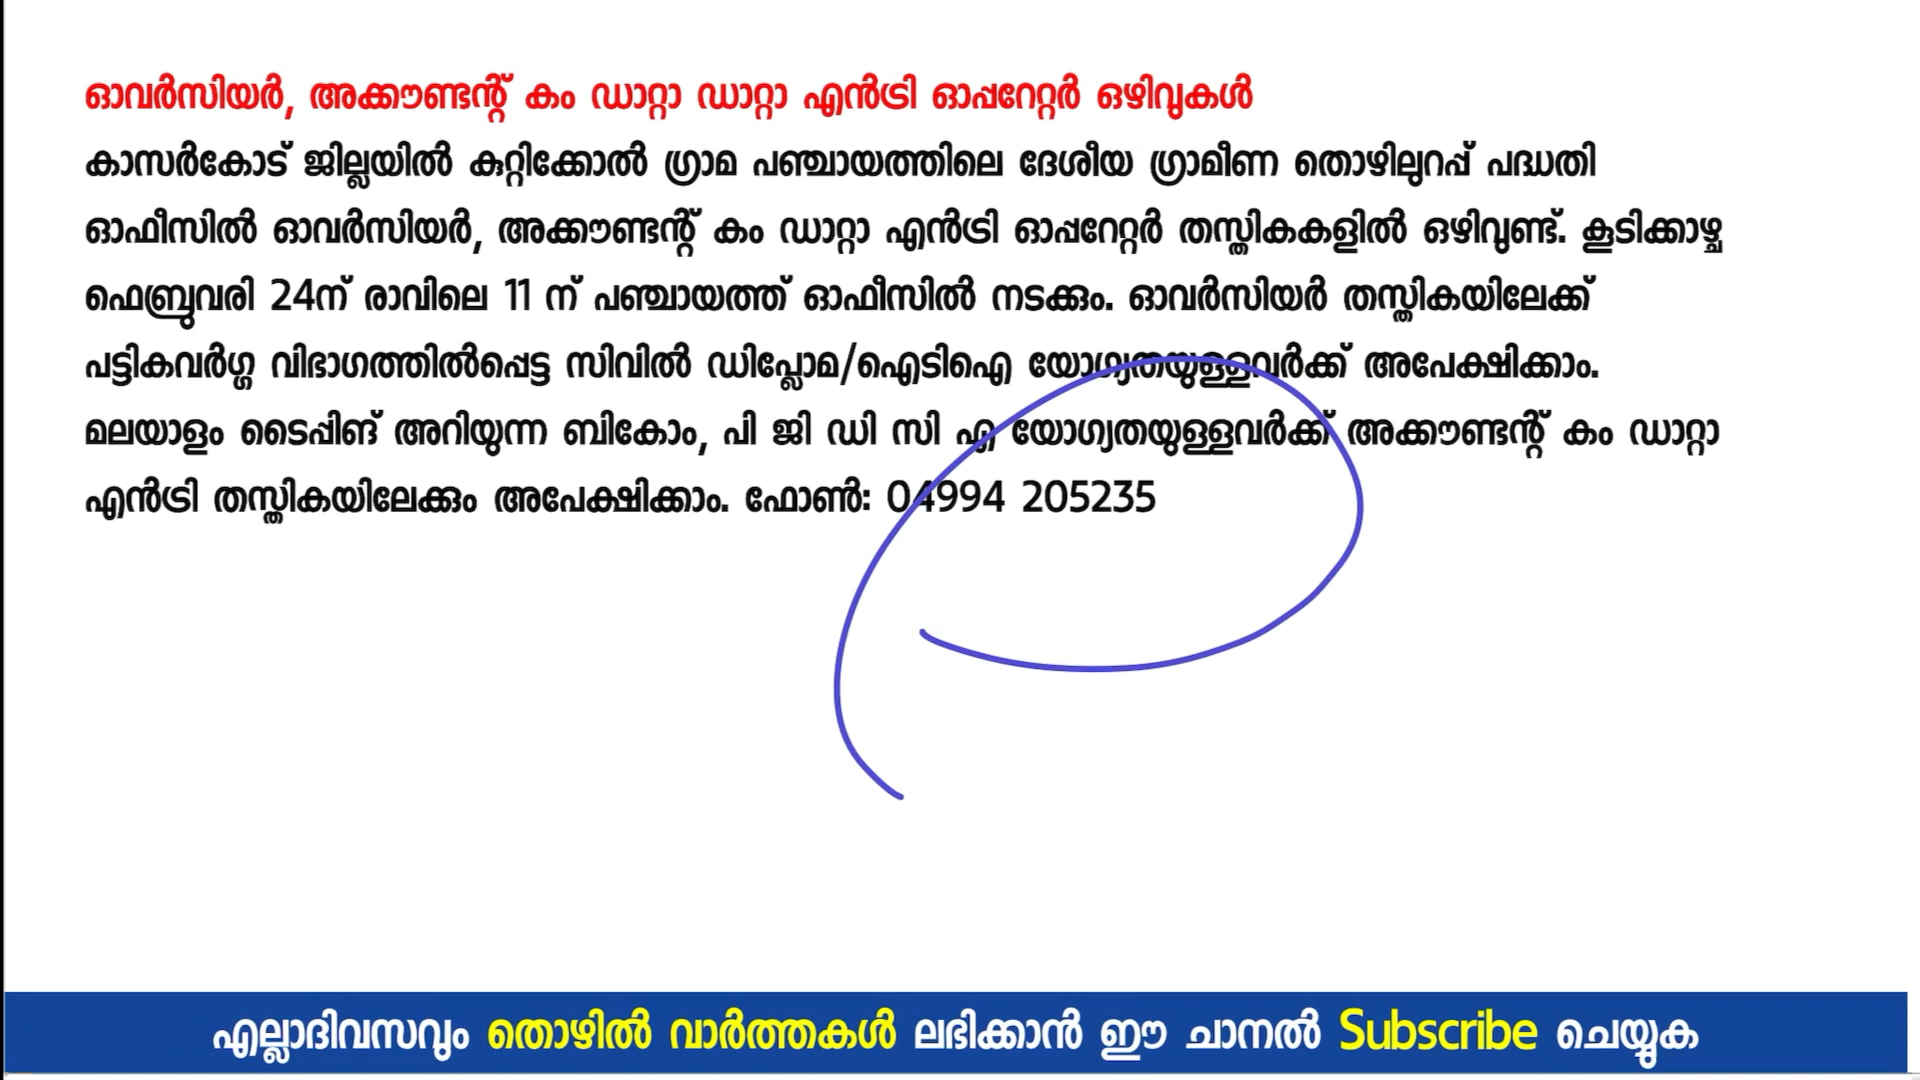 ഓവർസിയർ, അക്കൗണ്ടന്റ് കം ഡാറ്റാ ഡാറ്റാ എൻട്രി ഓപ്പറേറ്റർ ഒഴിവുകൾ
കാസർകോട് ജില്ലയിൽ കുറ്റിക്കോൽ ഗ്രാമ പഞ്ചായത്തിലെ ദേശീയ ഗ്രാമീണ തൊഴിലുറപ്പ് പദ്ധതി
ഓഫീസിൽ ഓവർസിയർ, അക്കൗണ്ടന്റ് കം ഡാറ്റാ എൻട്രി ഓപ്പറേറ്റർ തസ്തികകളിൽ ഒഴിവുണ്ട്. കൂടിക്കാഴ്ച
ഫെബ്രുവരി 24ന് രാവിലെ 11 ന് പഞ്ചായത്ത് ഓഫീസിൽ നടക്കും. ഓവർസിയർ തസ്തികയിലേക്ക്
പട്ടികവർഗ്ഗ വിഭാഗത്തിൽപ്പെട്ട സിവിൽ ഡിപ്ലോമ/ഐടിഐ യോഗ്യതയുള്ളവർക്ക് അപേക്ഷിക്കാം.
മലയാളം ടൈപ്പിങ് അറിയുന്ന ബികോം, പി ജി ഡി സി എ യോഗ്യതയുള്ളവർക്ക് അക്കൗണ്ടന്റ് കം ഡാറ്റാ
എൻട്രി തസ്തികയിലേക്കും അപേക്ഷിക്കാം. ഫോൺ: 04994 205235
എല്ലാദിവസവും തൊഴിൽ വാർത്തകൾ ലഭിക്കാൻ ഈ ചാനൽ Subscribe ചെയ്യുക